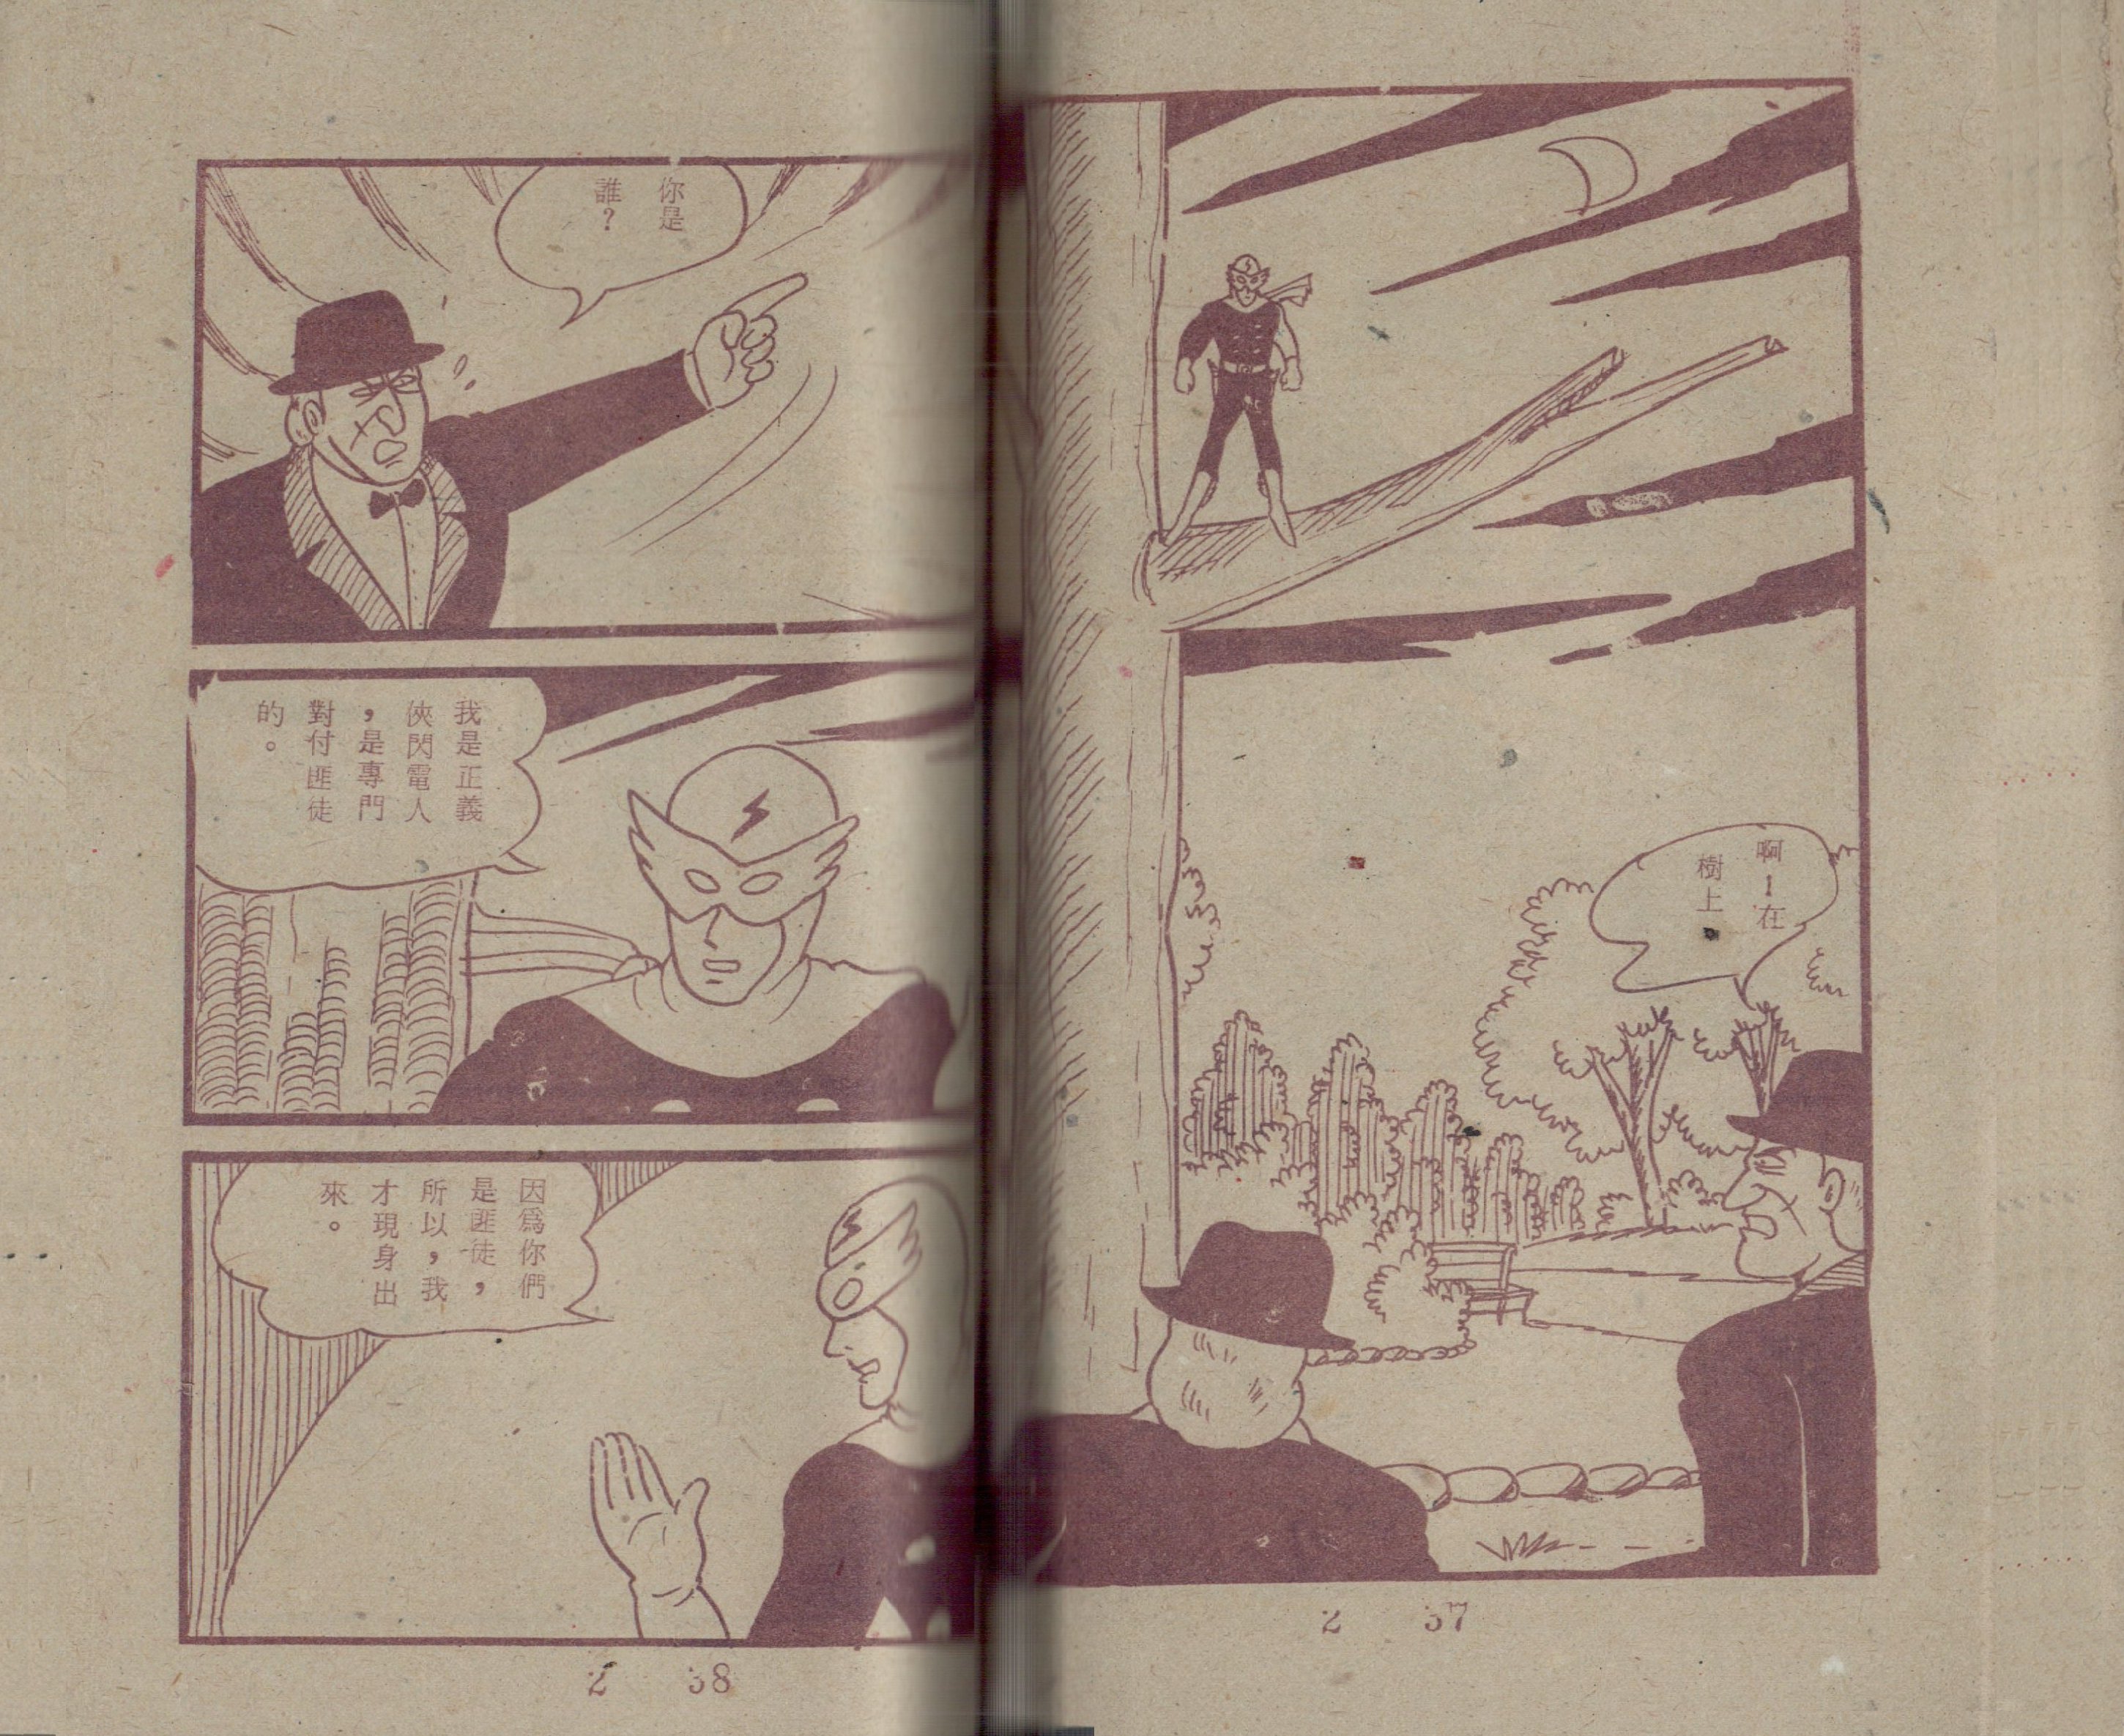 啊！在
樹上
2 37
你是
誰？
我是正義
俠閃電人
，是專門
對付匪徒
的。
因爲你們
是匪徒，
所以，我
才現身出
來。
2 38